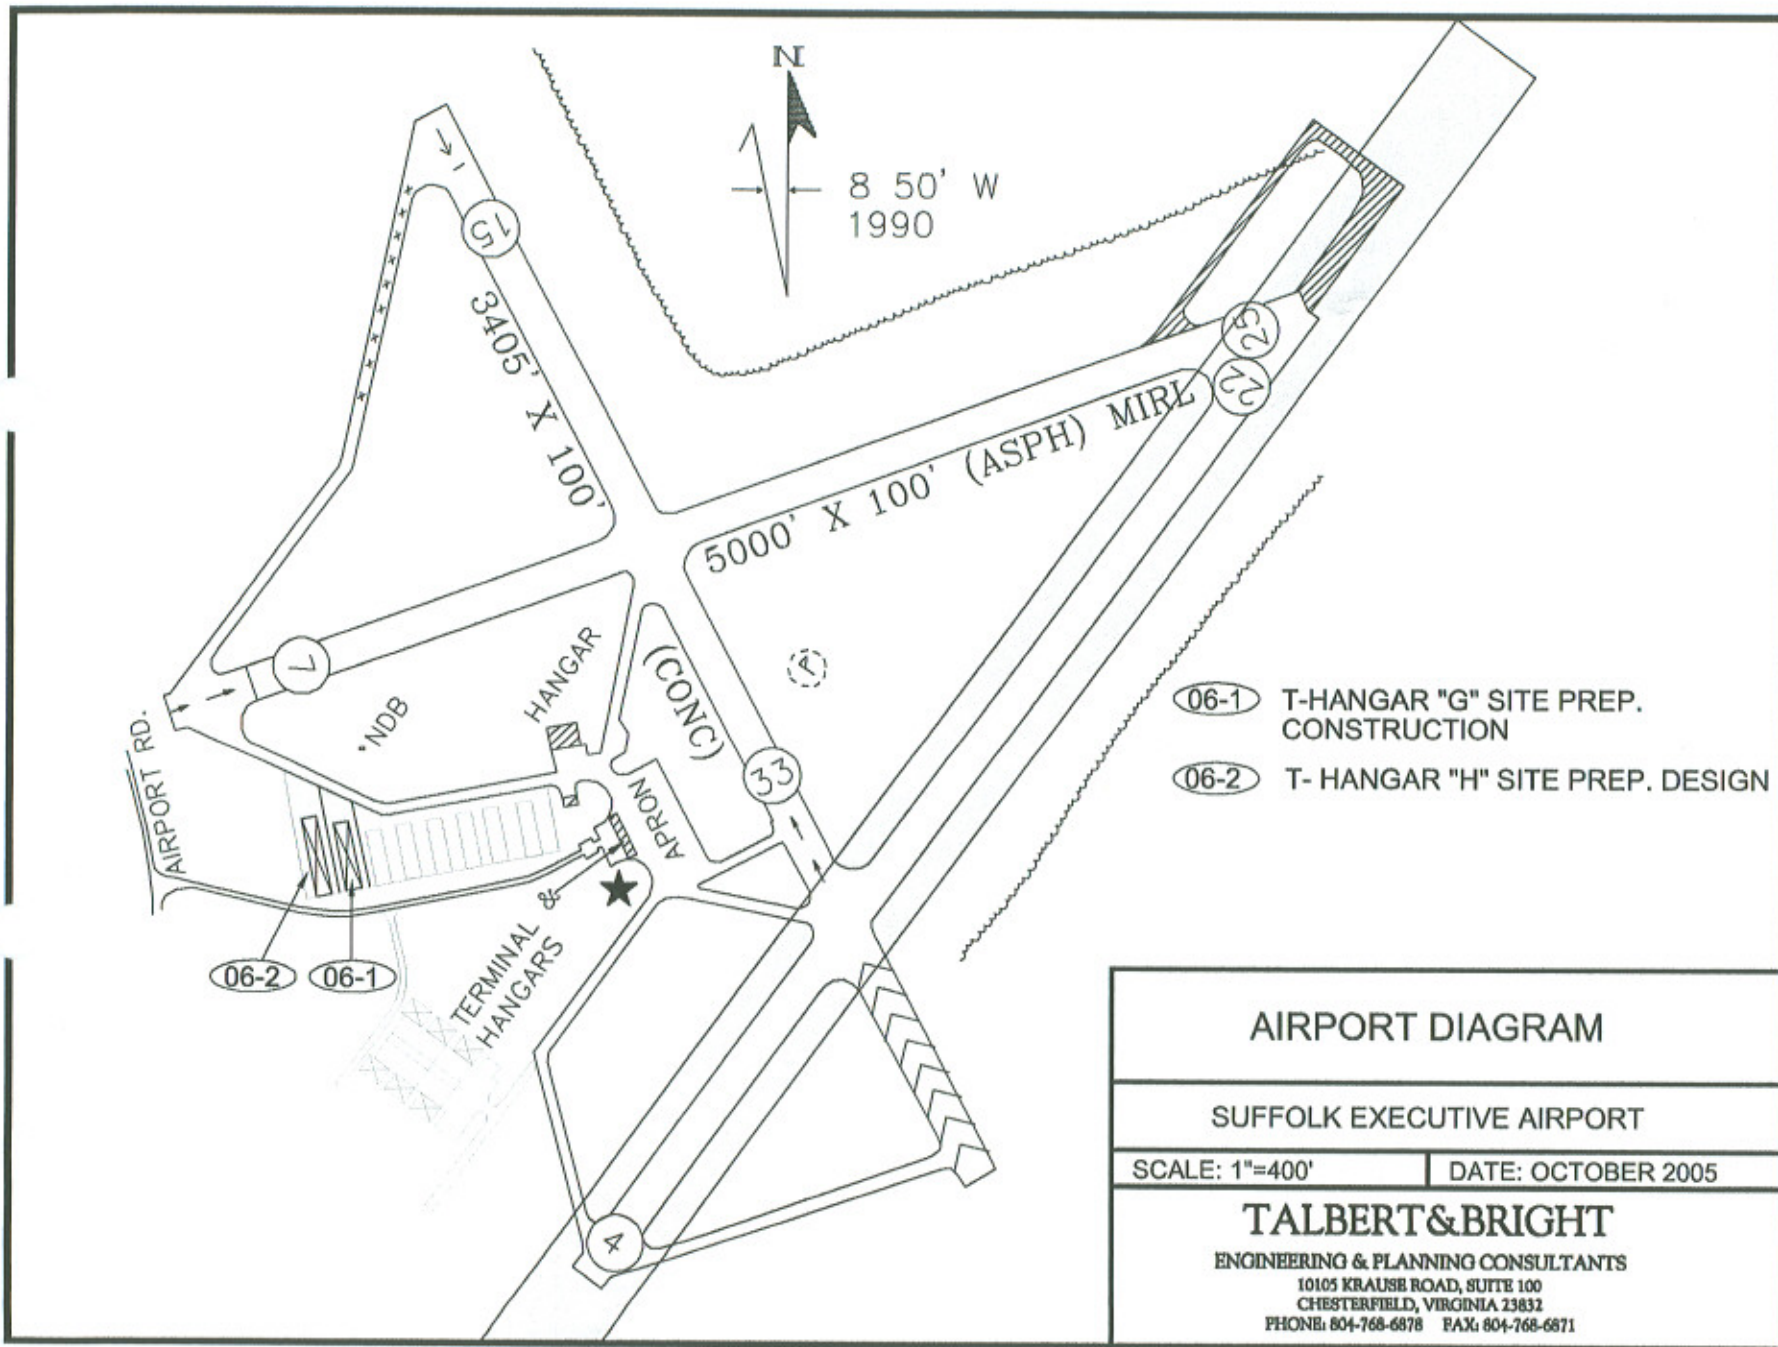 N
8 50' W
1990
15
3405' X 100'
25
22
5000' X 100' (ASPH) MIRL
7
HANGAR
(CONC)
NDB
AIRPORT RD.
33
APRON
06-1 T-HANGAR "G" SITE PREP.
CONSTRUCTION
06-2 T- HANGAR "H" SITE PREP. DESIGN
06-2
06-1
TERMINAL &
HANGARS
4
AIRPORT DIAGRAM
SUFFOLK EXECUTIVE AIRPORT
SCALE: 1"=400'
DATE: OCTOBER 2005
TALBERT&BRIGHT
ENGINEERING & PLANNING CONSULTANTS
10105 KRAUSE ROAD, SUITE 100
CHESTERFIELD, VIRGINIA 23832
PHONE: 804-768-6878 FAX: 804-768-6871